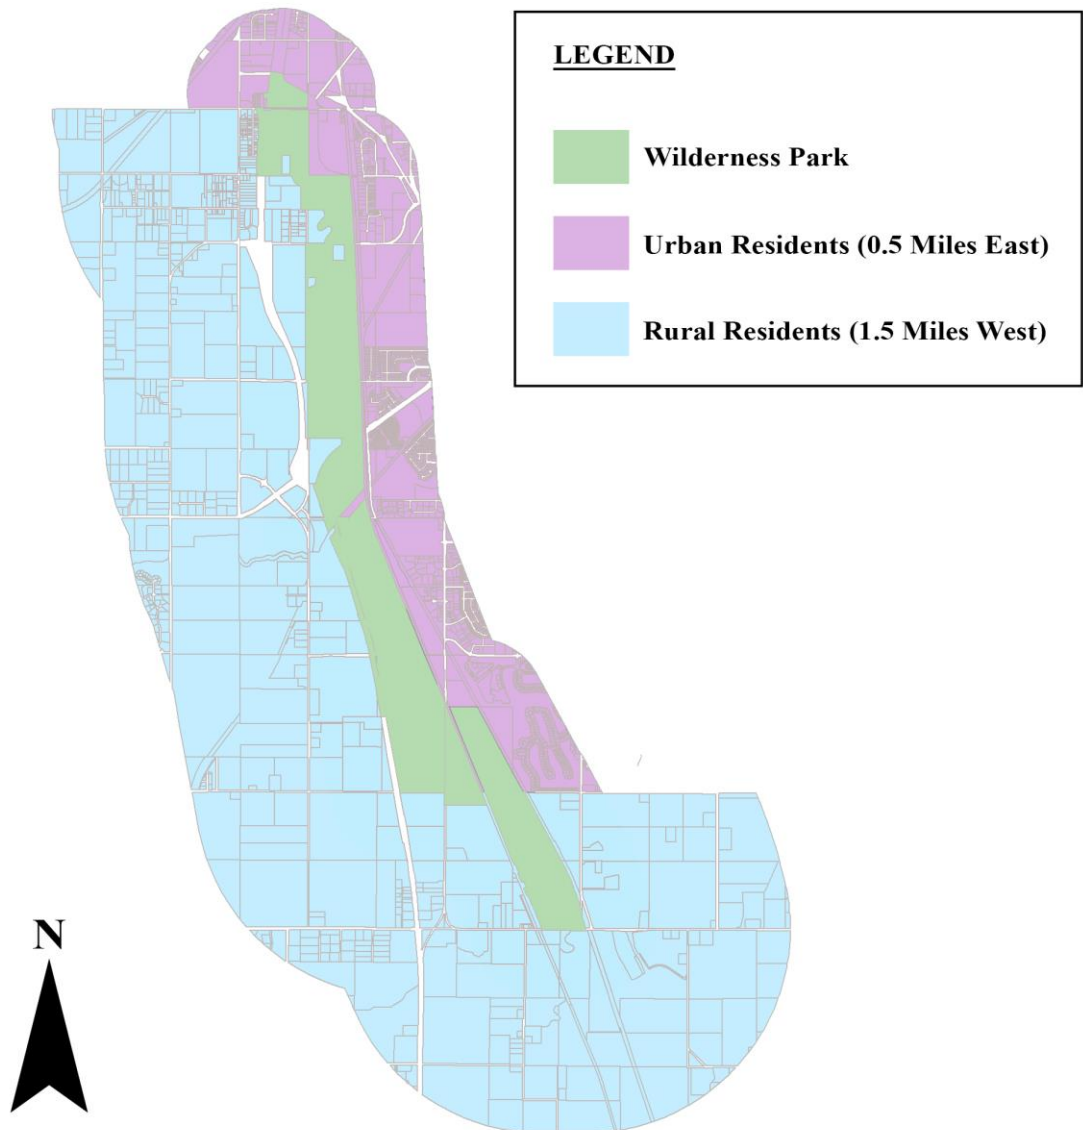 LEGEND
Wilderness Park
Urban Residents (0.5 Miles East)
Rural Residents (1.5 Miles West)
N